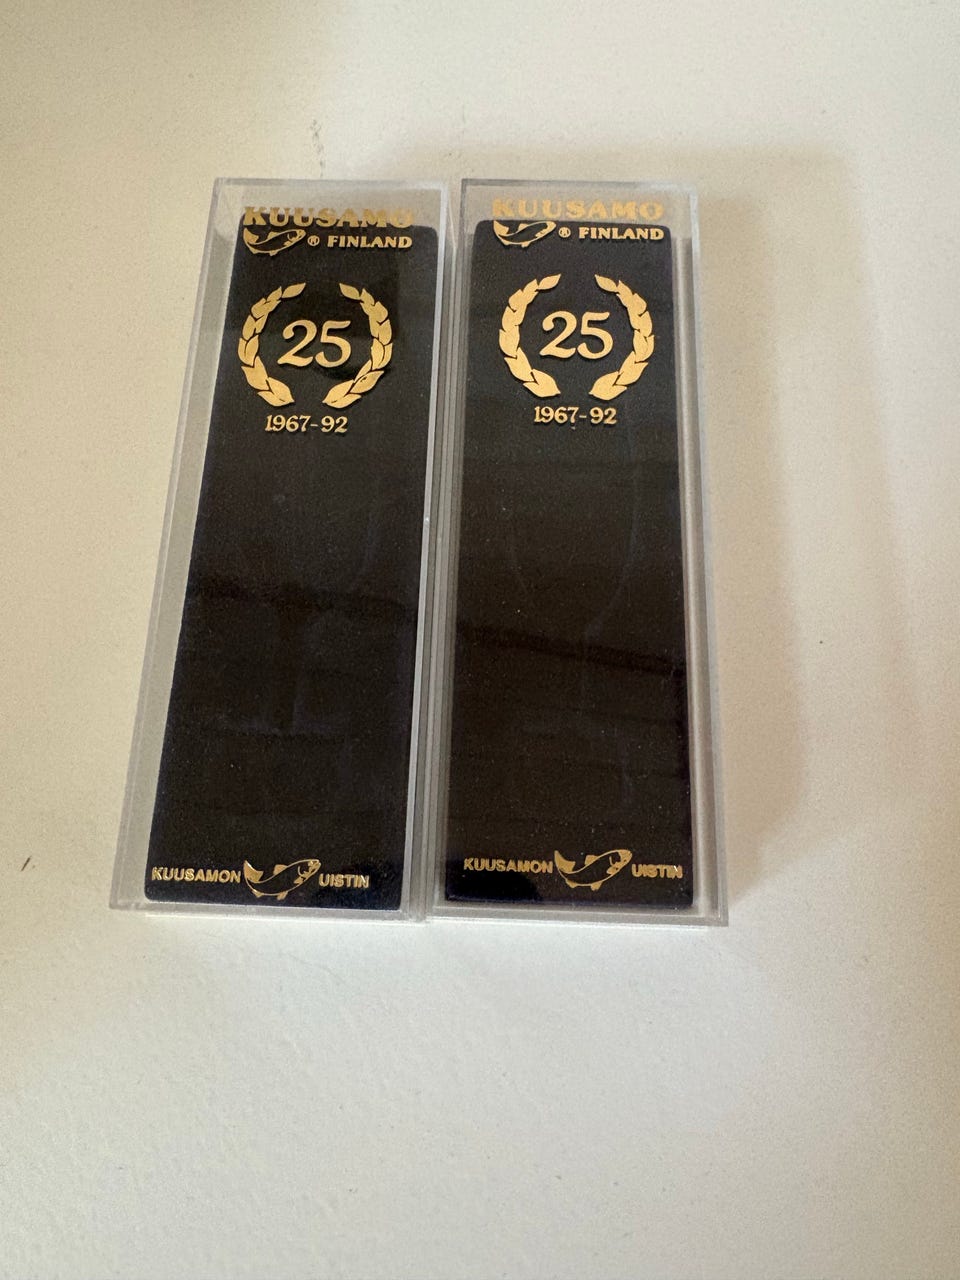 KUUSAMO
® FINLAND
25
1967-92
KUUSAMON UISTIN
KUUSAMO
® FINLAND
25
1967-92
KUUSAMON UISTIN